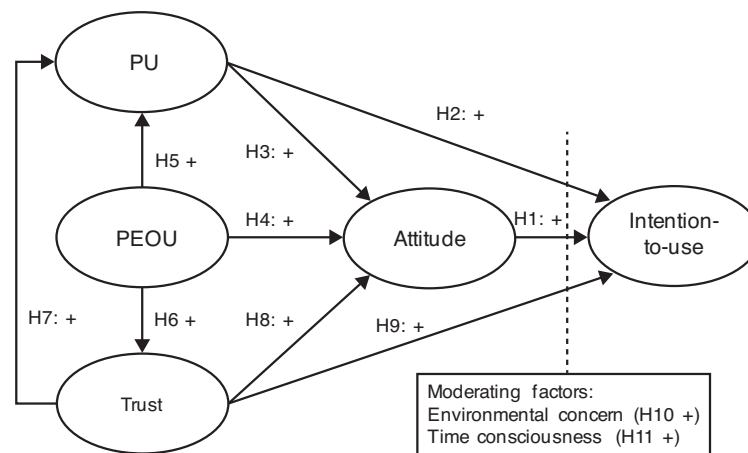 PU
H2: +
H3: +
H5 +
PEOU
H4: +
Attitude
H1: +
Intention-
to-use
H7: +
H6 +
H8: +
H9: +
Trust
Moderating factors:
Environmental concern (H10 +)
Time consciousness (H11 +)